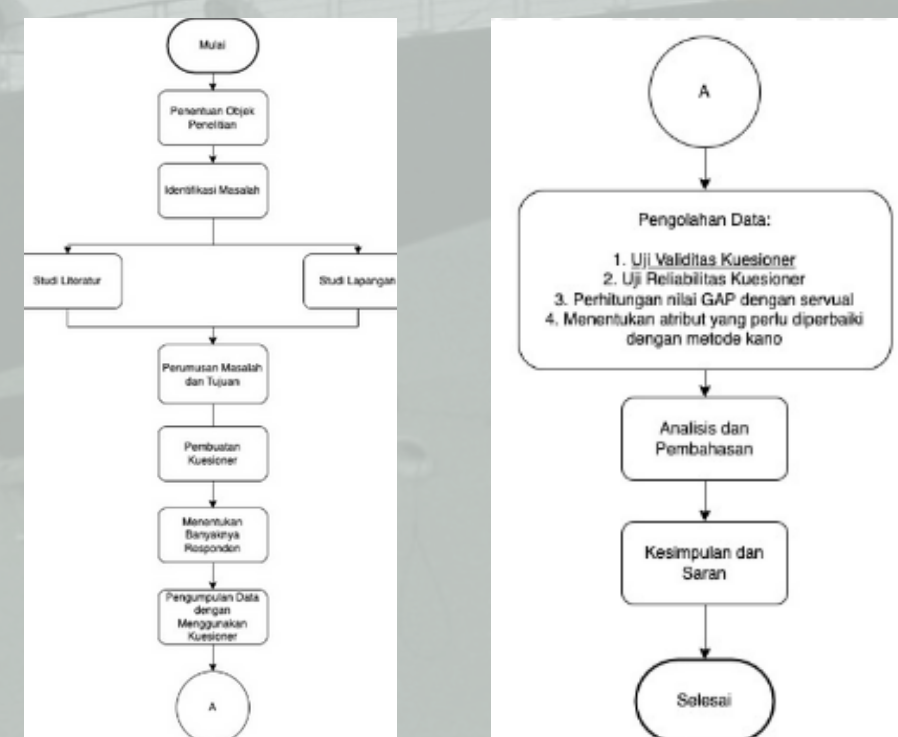 Mulai
Penentuan Objek
Penelitian
Identifikasi Masalah
Studi Literatur
Studi Lapangan
Perumusan Masalah
dan Tujuan
Pembuatan
Kuesioner
Menentukan
Banyaknya
Responden
Pengumpulan Data
dengan
Menggunakan
Kuesioner
A
A
Pengolahan Data:
1. Uji Validitas Kuesioner
2. Uji Reliabilitas Kuesioner
3. Perhitungan nilai GAP dengan servual
4. Menentukan atribut yang perlu diperbaiki
dengan metode kano
Analisis dan
Pembahasan
Kesimpulan dan
Saran
Selesai